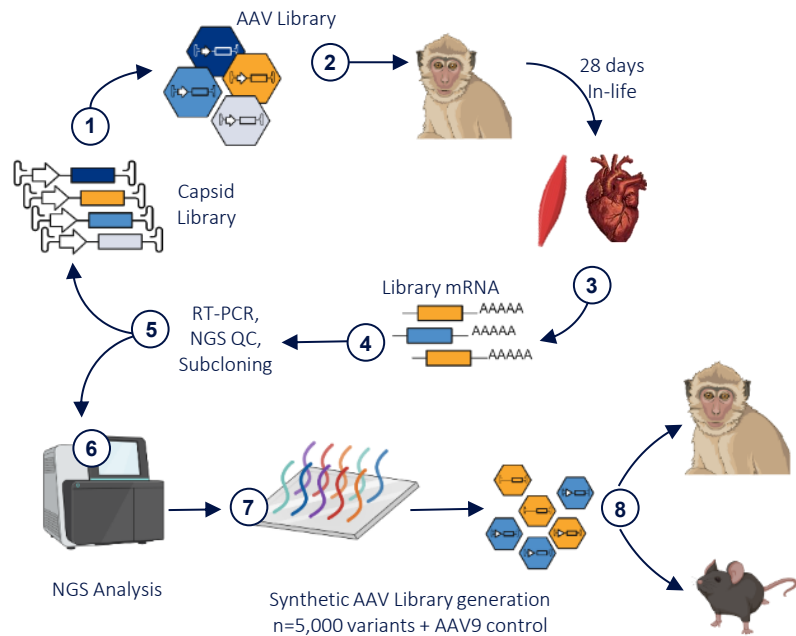 AAV Library
1
2
28 days
In-life
Capsid
Library
3
Library mRNA
AAAAA
AAAAA
AAAAA
4
RT-PCR,
NGS QC,
Subcloning
5
6
NGS Analysis
7
Synthetic AAV Library generation
n=5,000 variants + AAV9 control
8